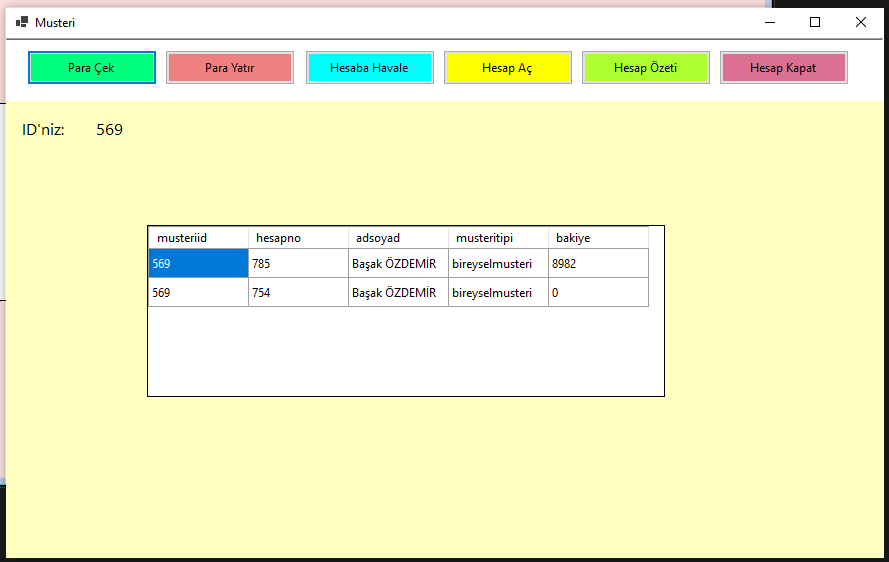 Musteri
Para Çek Para Yatır Hesaba Havale Hesap Aç Hesap Özeti Hesap Kapat
ID'niz: 569
musteriid hesapno adsoyad musteritipi bakiye
569 785 Başak ÖZDEMİR bireyselmusteri 8982
569 754 Başak ÖZDEMİR bireyselmusteri 0